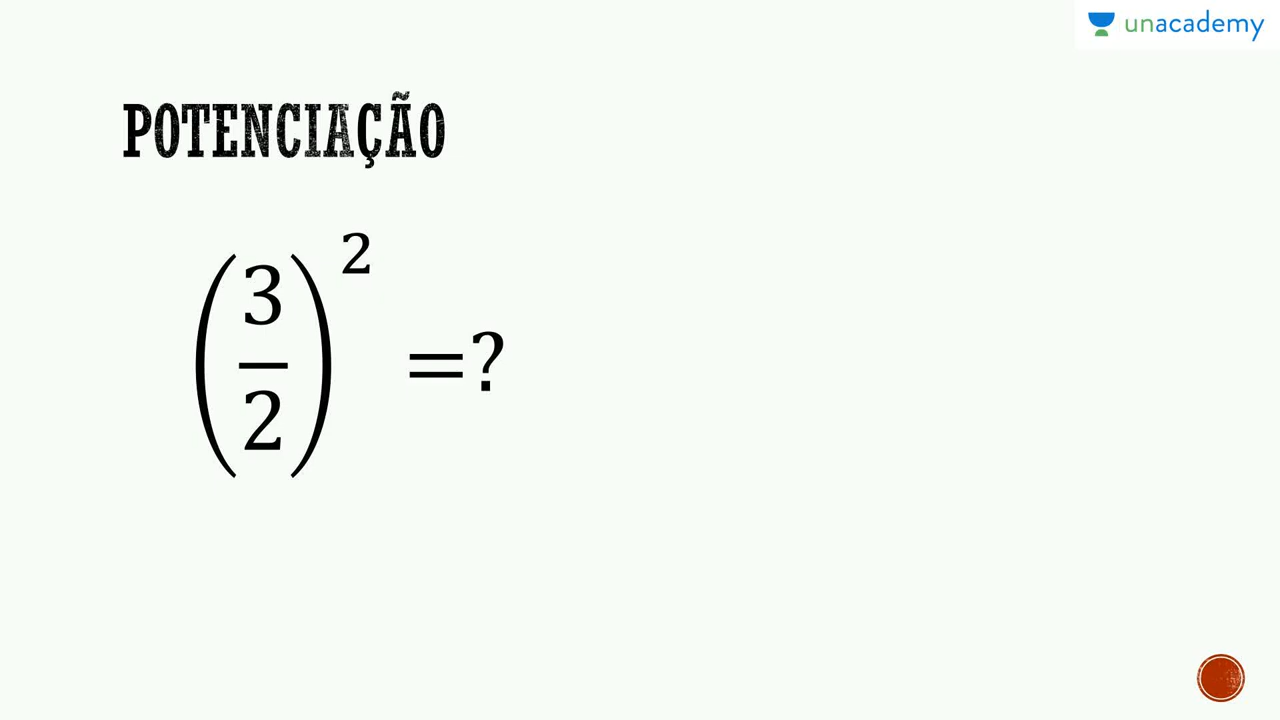 unacademy
POTENCIAÇÃO
(3/2)² =?